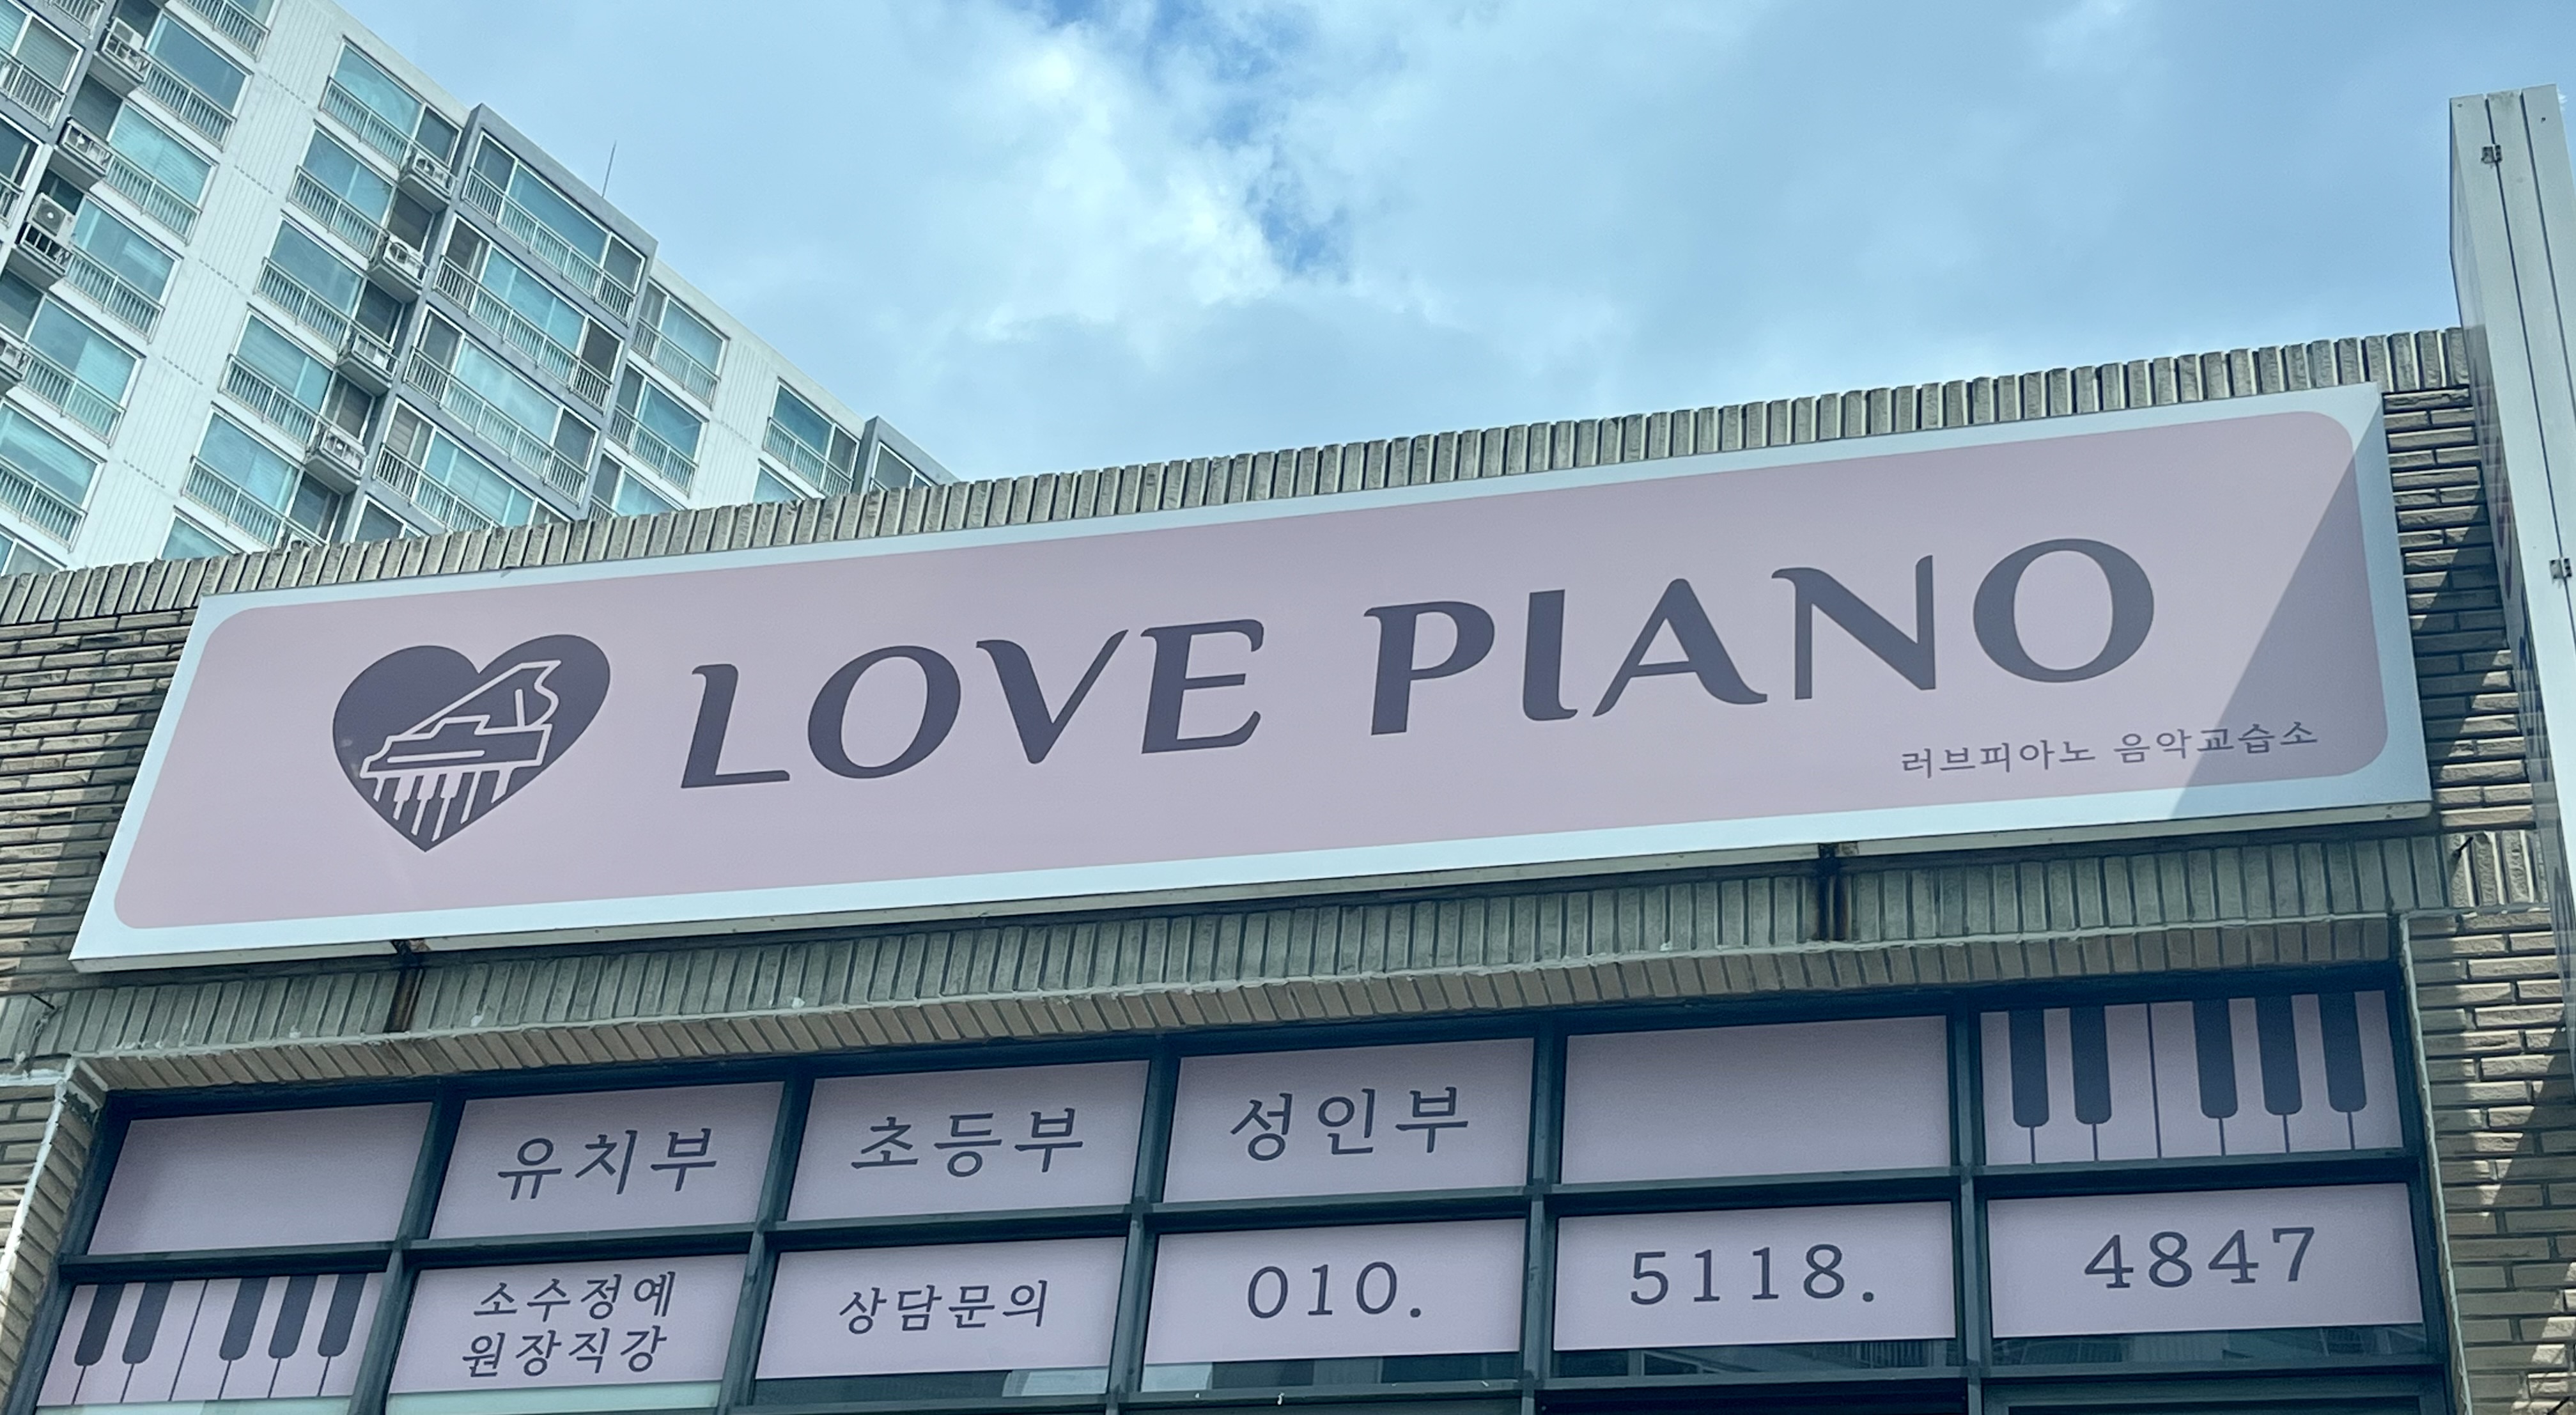 LOVE PIANO
러브피아노 음악교습소
유치부 초등부 성인부
소수정예
원장직강
상담문의 010. 5118. 4847